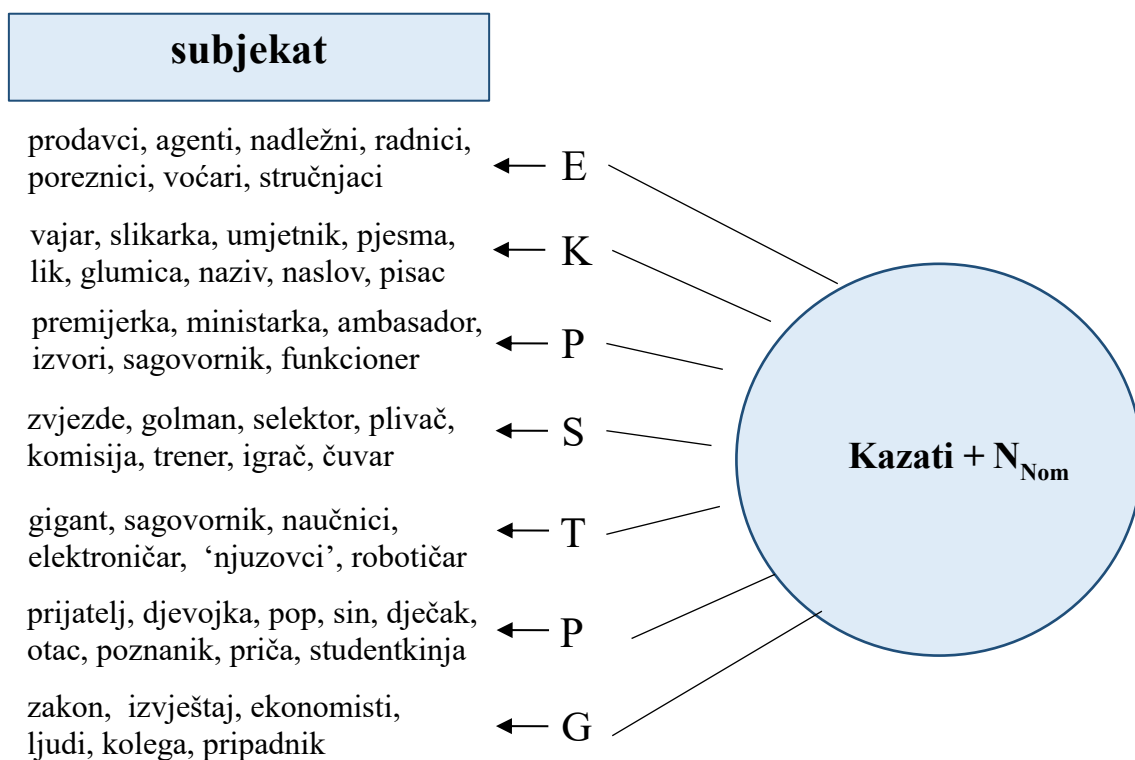 subjekat
prodavci, agenti, nadležni, radnici,
poreznici, voćari, stručnjaci
E
vajar, slikarka, umjetnik, pjesma,
lik, glumica, naziv, naslov, pisac
K
premijerka, ministarka, ambasador,
izvori, sagovornik, funkcioner
P
zvjezde, golman, selektor, plivač,
komisija, trener, igrač, čuvar
S
gigant, sagovornik, naučnici,
elektroničar, ‘njuzovci’, robotičar
T
prijatelj, djevojka, pop, sin, dječak,
otac, poznanik, priča, studentkinja
P
zakon, izvještaj, ekonomisti,
ljudi, kolega, pripadnik
G
Kazati + N_Nom